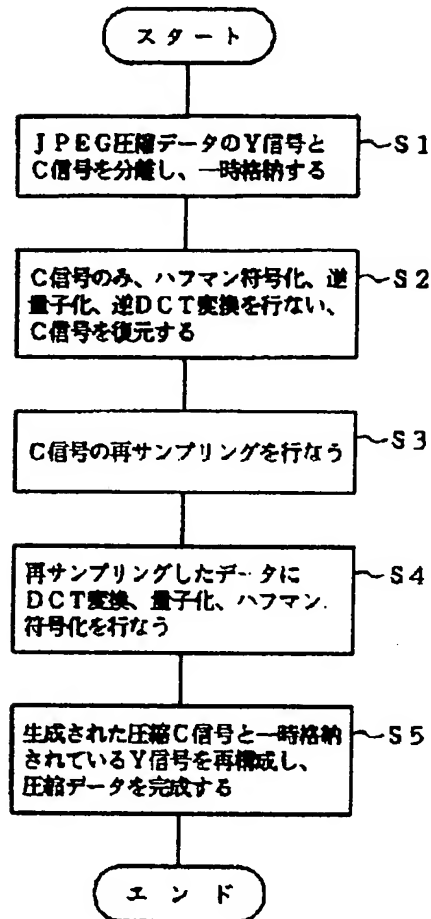 スタート
JPEG圧縮データのY信号と
C信号を分離し、一時格納する
~S1
C信号のみ、ハフマン符号化、逆
量子化、逆DCT変換を行ない、
C信号を復元する
~S2
C信号の再サンプリングを行なう
~S3
再サンプリングしたデータに
DCT変換、量子化、ハフマン
符号化を行なう
~S4
生成された圧縮C信号と一時格納
されているY信号を再構成し、
圧縮データを完成する
~S5
エンド